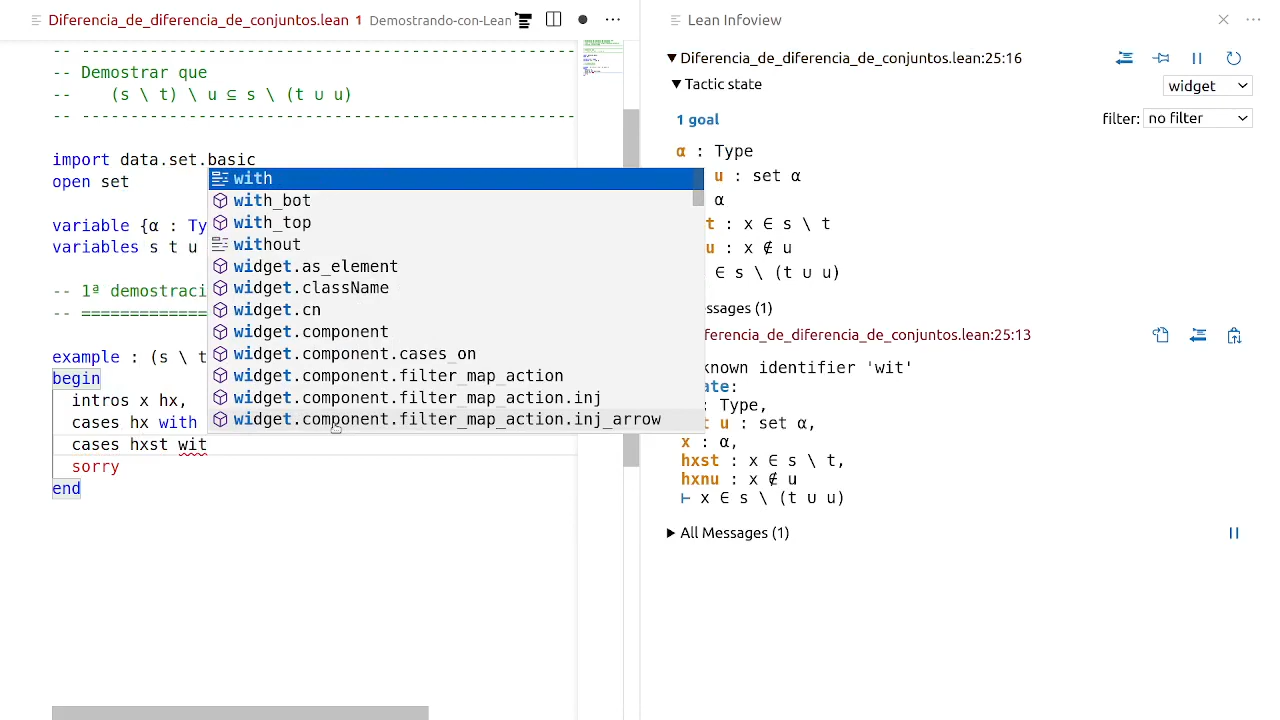 Diferencia_de_diferencia_de_conjuntos.lean 1 Demostrando-con-Lean
-- -----------------------------------------------------
-- Demostrar que
--    (s \ t) \ u ⊆ s \ (t ∪ u)
-- -----------------------------------------------------
import data.set.basic
open set
variable {α : Ty
variables s t u
-- 1ª demostraci
-- =============
example : (s \ t
begin
intros x hx,
cases hx with
cases hxst wit
sorry
end
with
with_bot
with_top
without
widget.as_element
widget.className
widget.cn
widget.component
widget.component.cases_on
widget.component.filter_map_action
widget.component.filter_map_action.inj
widget.component.filter_map_action.inj_arrow
Lean Infoview
Diferencia_de_diferencia_de_conjuntos.lean:25:16
Tactic state
widget
1 goal
filter: no filter
α : Type
u : set α
α
t : x ∈ s \ t
u : x ∉ u
∈ s \ (t ∪ u)
ssages (1)
ferencia_de_diferencia_de_conjuntos.lean:25:13
known identifier 'wit'
ate:
: Type,
t u : set α,
x : α,
hxst : x ∈ s \ t,
hxnu : x ∉ u
⊢ x ∈ s \ (t ∪ u)
All Messages (1)